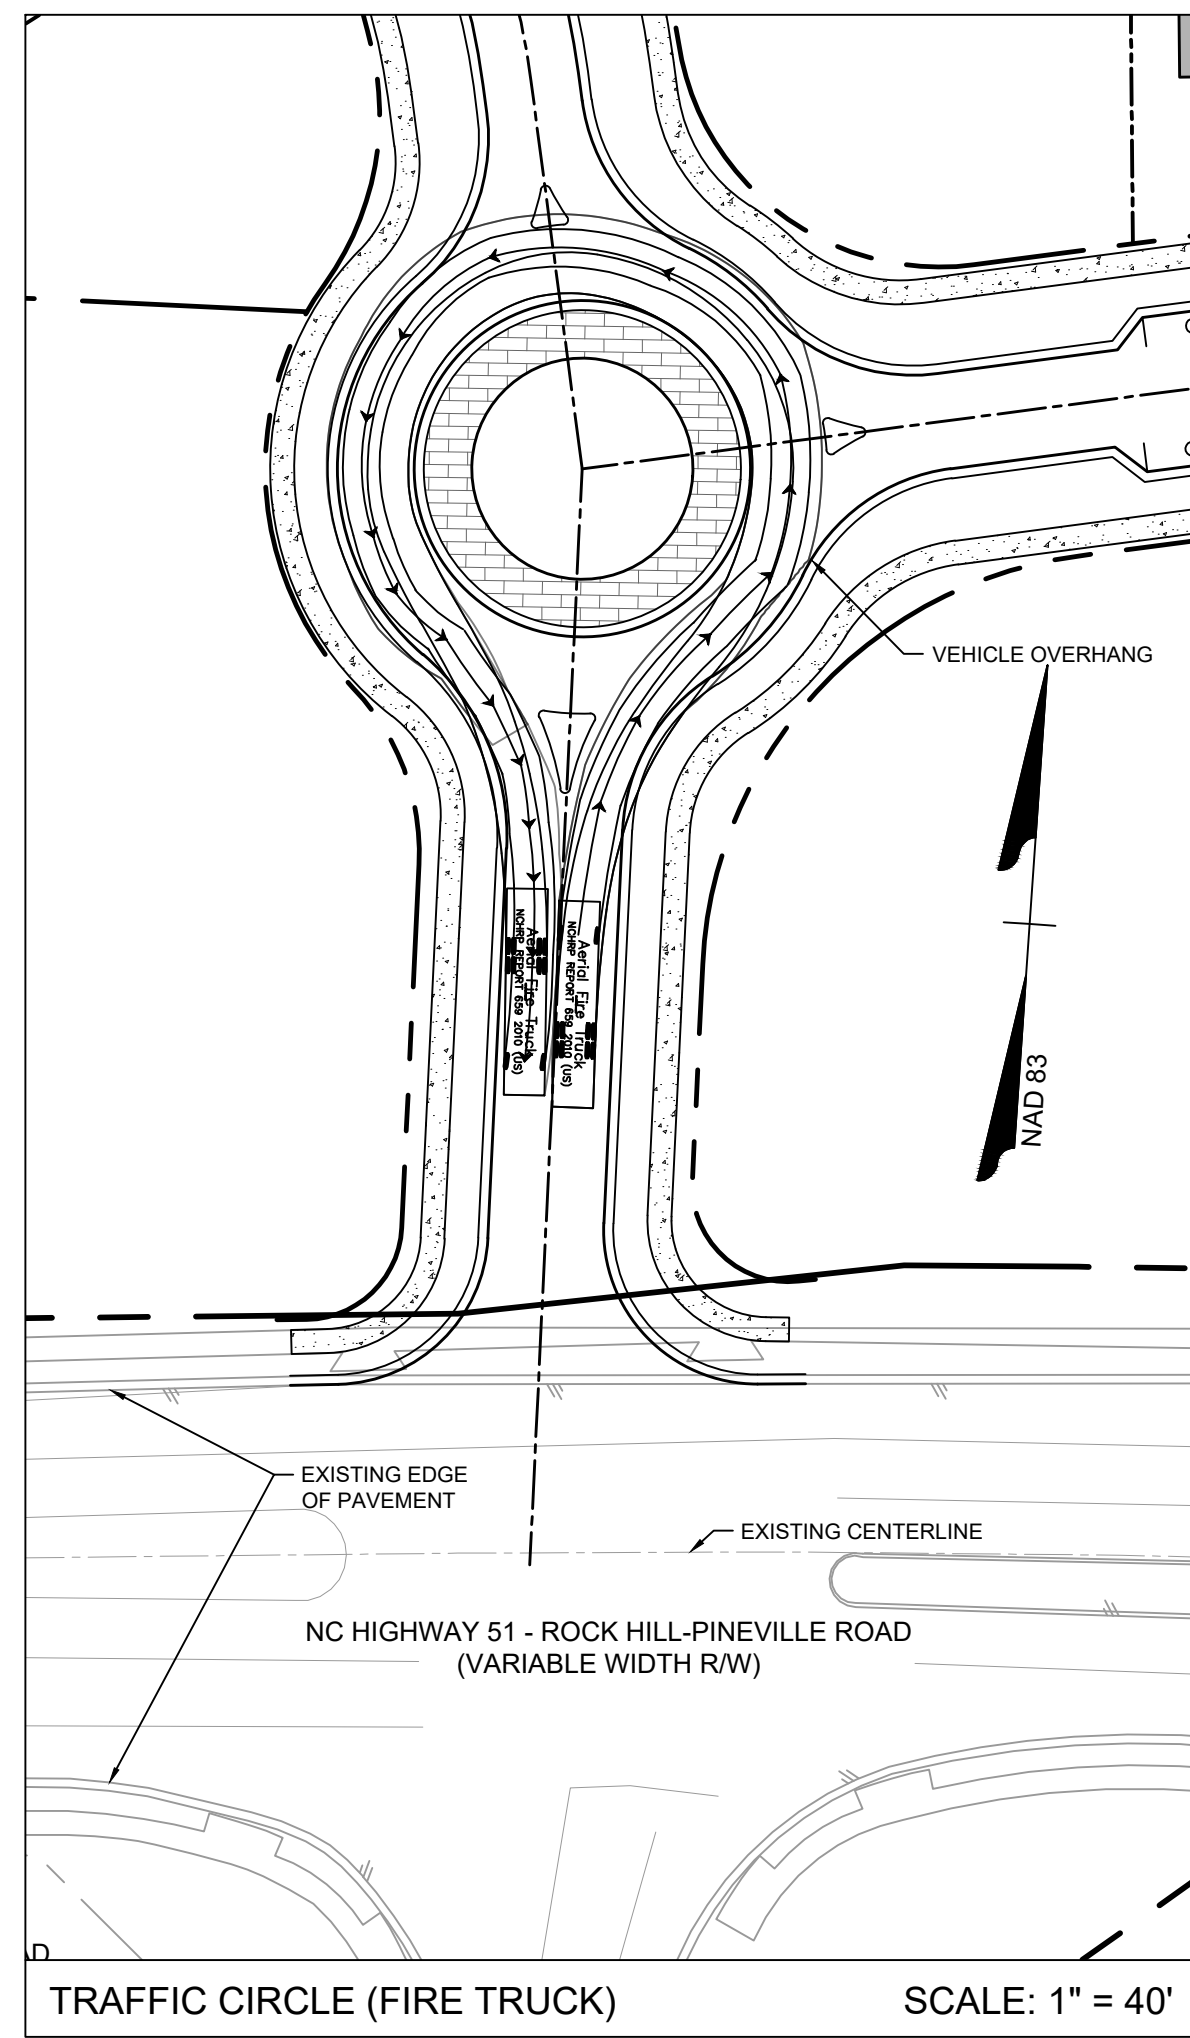 VEHICLE OVERHANG
Aerial Fire Truck
NCHRP REPORT 659 2010 (US)
Aerial Fire Truck
NCHRP REPORT 659 2010 (US)
NAD 83
EXISTING EDGE
OF PAVEMENT
EXISTING CENTERLINE
NC HIGHWAY 51 - ROCK HILL-PINEVILLE ROAD
(VARIABLE WIDTH R/W)
TRAFFIC CIRCLE (FIRE TRUCK)
SCALE: 1" = 40'